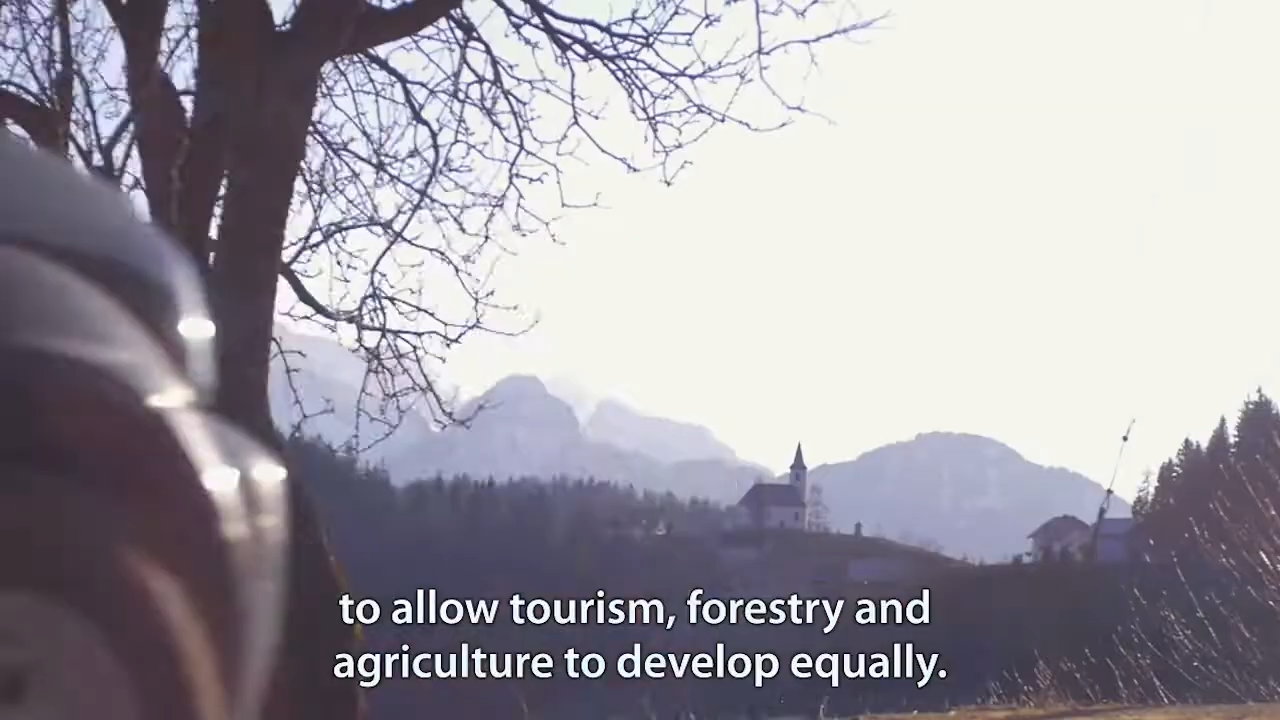 to allow tourism, forestry and
agriculture to develop equally.